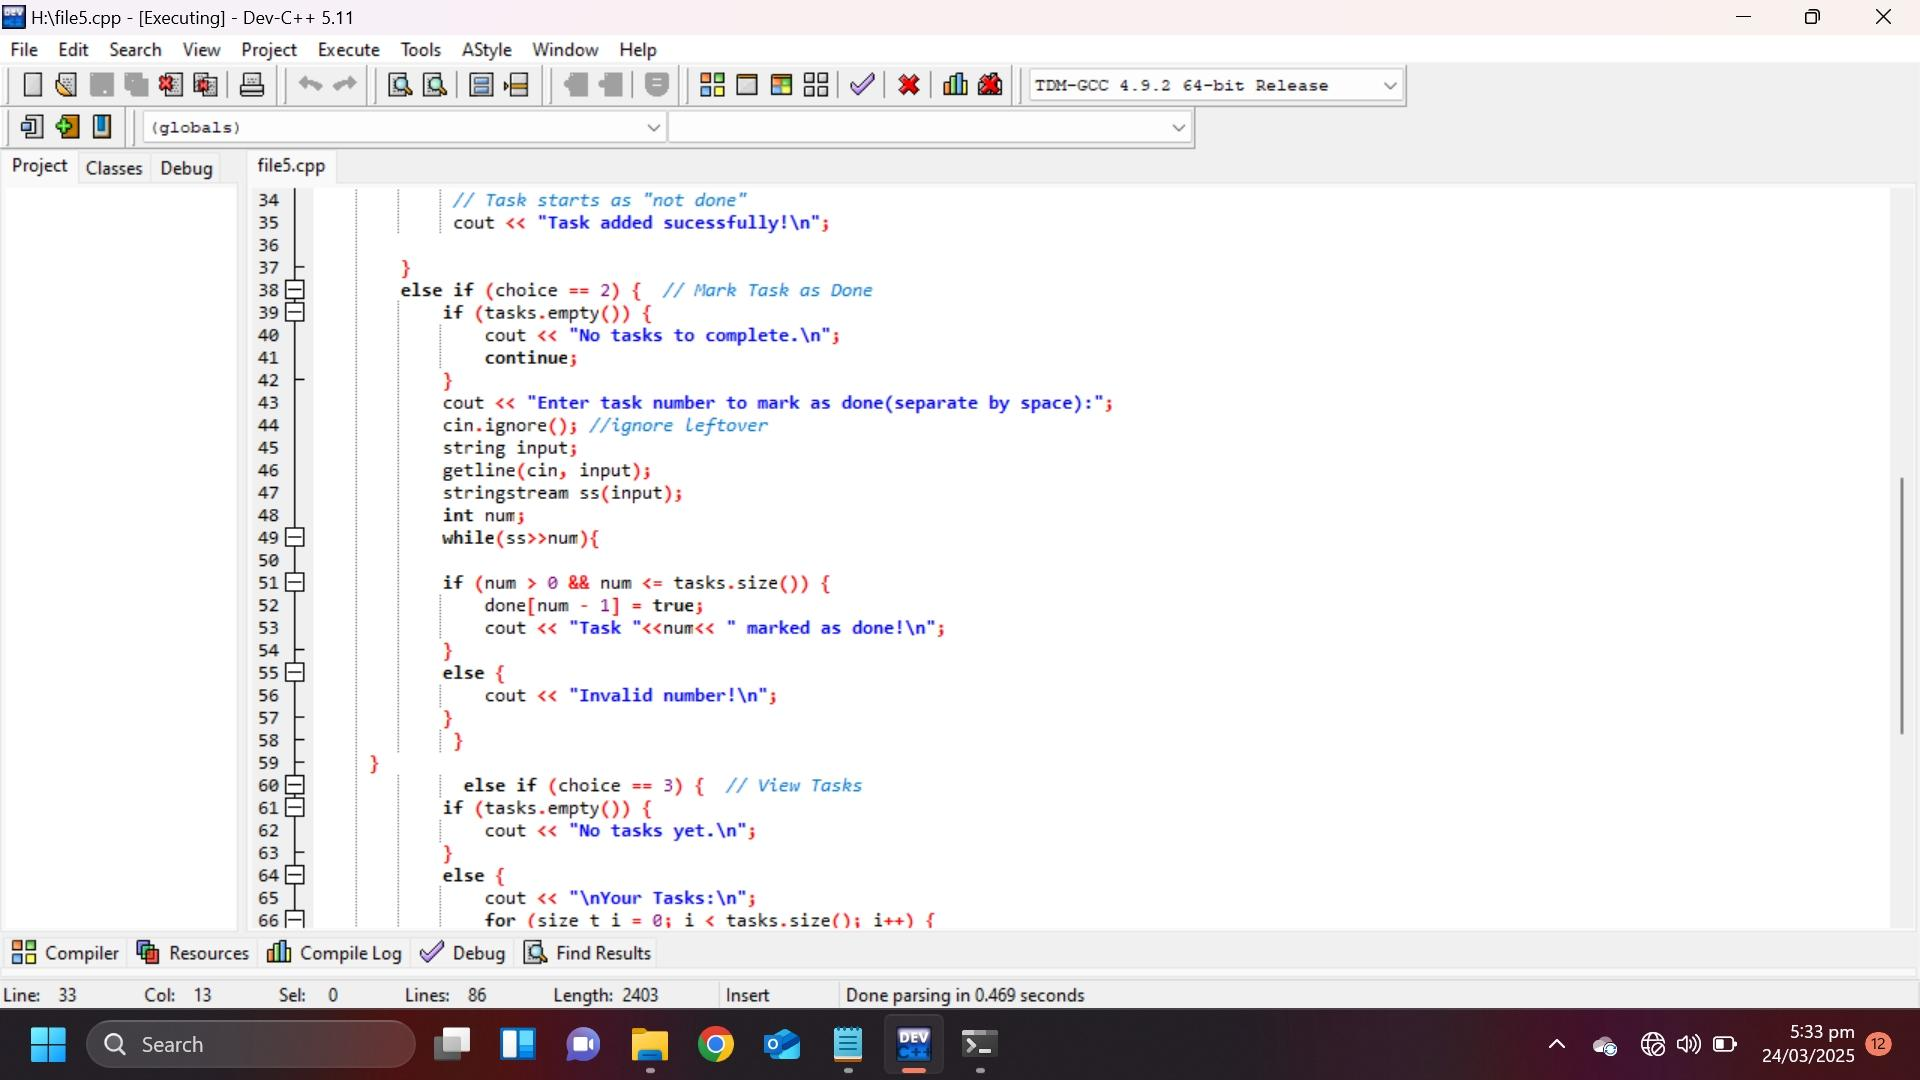 H:\file5.cpp - [Executing] - Dev-C++ 5.11
File Edit Search View Project Execute Tools AStyle Window Help
TDM-GCC 4.9.2 64-bit Release
(globals)
Project Classes Debug file5.cpp
34 // Task starts as "not done"
35 cout << "Task added sucessfully!\n";
36
37 }
38 else if (choice == 2) { // Mark Task as Done
39 if (tasks.empty()) {
40 cout << "No tasks to complete.\n";
41 continue;
42 }
43 cout << "Enter task number to mark as done(separate by space):";
44 cin.ignore(); //ignore leftover
45 string input;
46 getline(cin, input);
47 stringstream ss(input);
48 int num;
49 while(ss>>num){
50
51 if (num > 0 && num <= tasks.size()) {
52 done[num - 1] = true;
53 cout << "Task "<<num<< " marked as done!\n";
54 }
55 else {
56 cout << "Invalid number!\n";
57 }
58 }
59 }
60 else if (choice == 3) { // View Tasks
61 if (tasks.empty()) {
62 cout << "No tasks yet.\n";
63 }
64 else {
65 cout << "\nYour Tasks:\n";
66 for (size_t i = 0; i < tasks.size(); i++) {
Compiler Resources Compile Log Debug Find Results
Line: 33 Col: 13 Sel: 0 Lines: 86 Length: 2403 Insert Done parsing in 0.469 seconds
Search
DEV C++
5:33 pm
24/03/2025
12